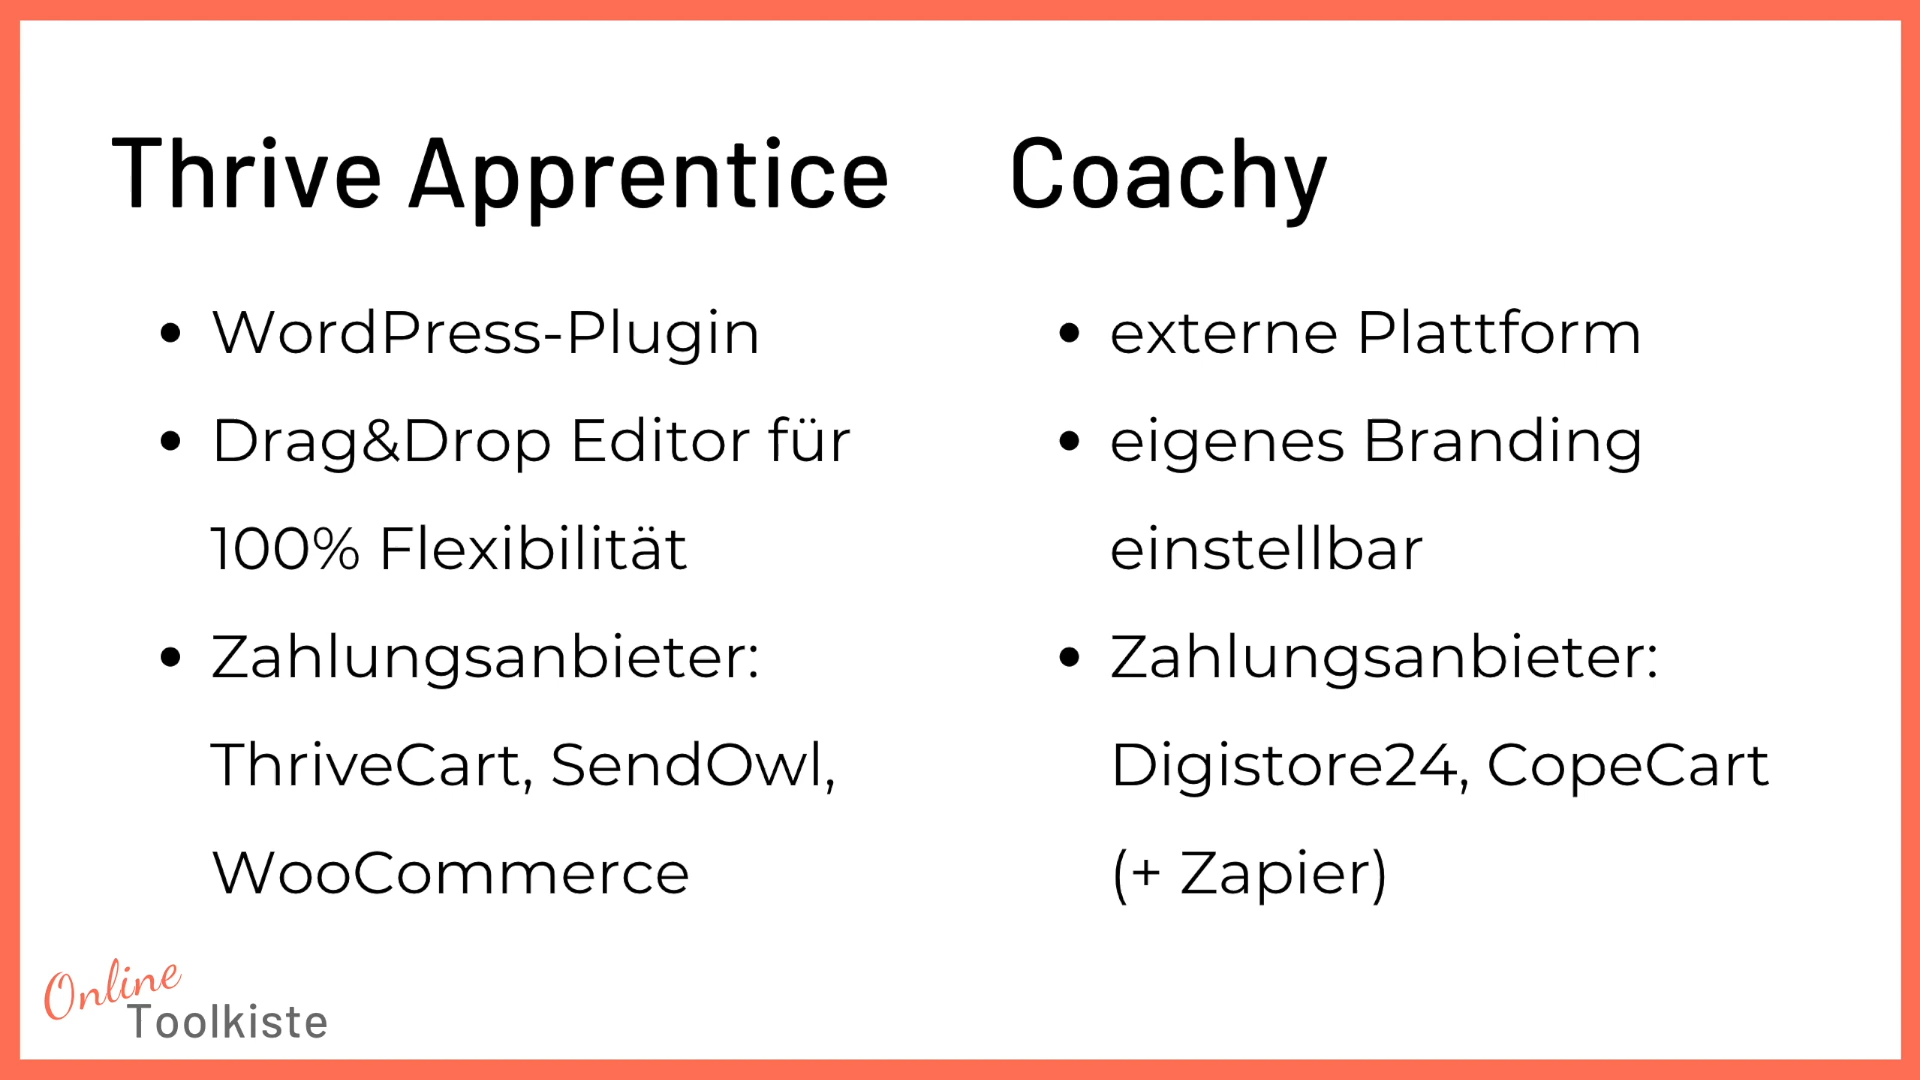 Thrive Apprentice
• WordPress-Plugin
• Drag&Drop Editor für
100% Flexibilität
• Zahlungsanbieter:
ThriveCart, SendOwl,
WooCommerce
Coachy
• externe Plattform
• eigenes Branding
einstellbar
• Zahlungsanbieter:
Digistore24, CopeCart
(+ Zapier)
Online
Toolkiste